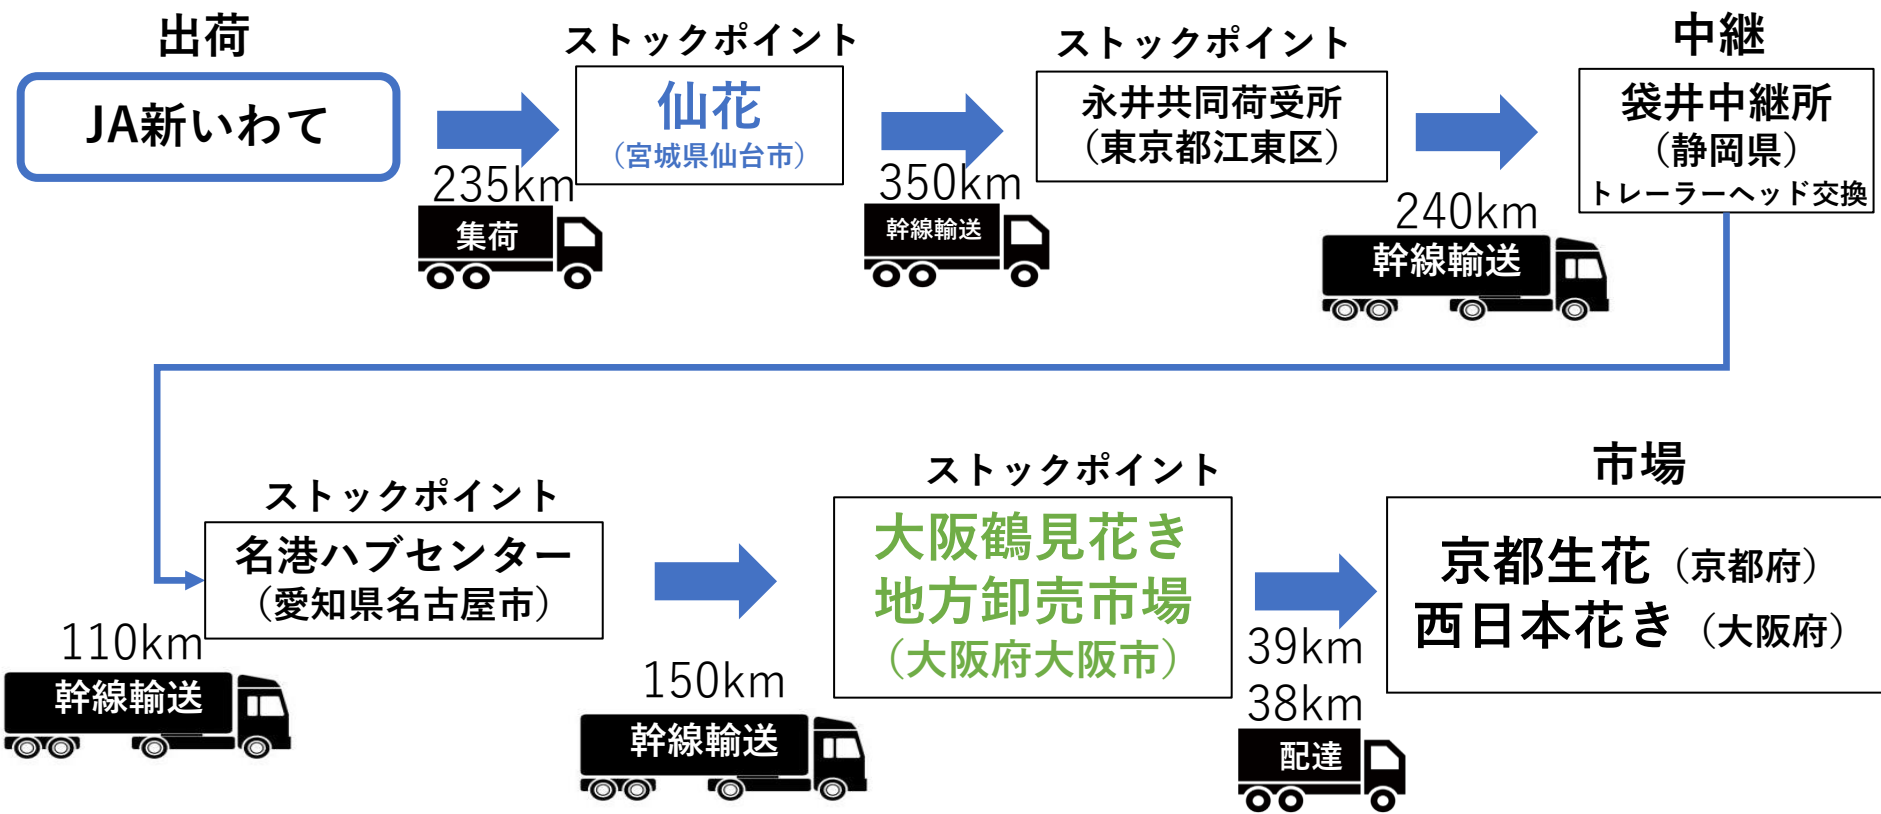 出荷
JA新いわて
235km
集荷
ストックポイント
仙花
（宮城県仙台市）
350km
幹線輸送
ストックポイント
永井共同荷受所
（東京都江東区）
240km
幹線輸送
中継
袋井中継所
（静岡県）
トレーラーヘッド交換
110km
幹線輸送
ストックポイント
名港ハブセンター
（愛知県名古屋市）
150km
幹線輸送
ストックポイント
大阪鶴見花き
地方卸売市場
（大阪府大阪市）
39km
38km
配達
市場
京都生花（京都府）
西日本花き（大阪府）